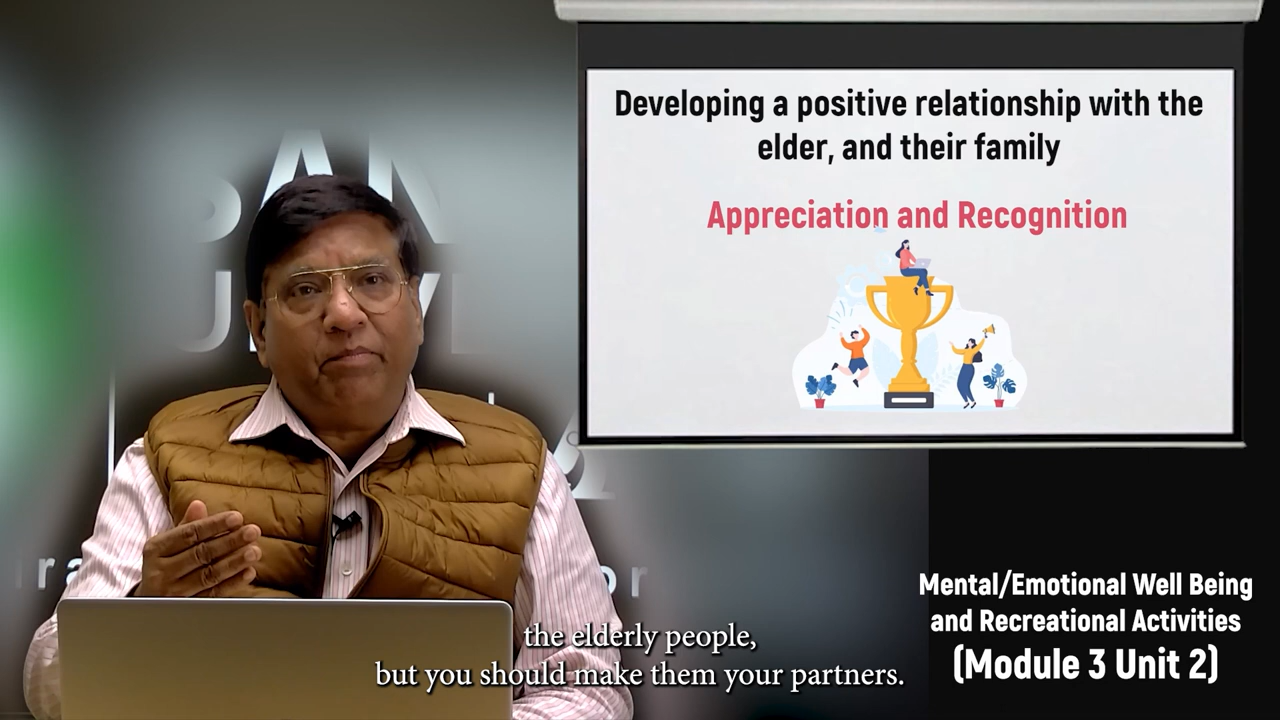 Developing a positive relationship with the
elder, and their family
Appreciation and Recognition
the elderly people,
but you should make them your partners.
Mental/Emotional Well Being
and Recreational Activities
(Module 3 Unit 2)